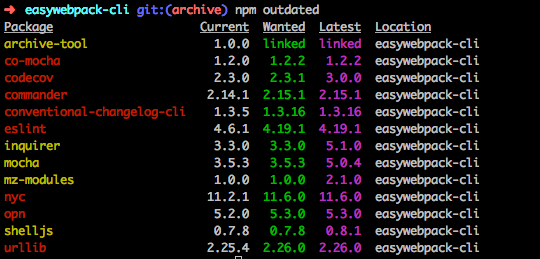 ➜ easywebpack-cli git:(archive) npm outdated
Package Current Wanted Latest Location
archive-tool 1.0.0 linked linked easywebpack-cli
co-mocha 1.2.0 1.2.2 1.2.2 easywebpack-cli
codecov 2.3.0 2.3.1 3.0.0 easywebpack-cli
commander 2.14.1 2.15.1 2.15.1 easywebpack-cli
conventional-changelog-cli 1.3.5 1.3.16 1.3.16 easywebpack-cli
eslint 4.6.1 4.19.1 4.19.1 easywebpack-cli
inquirer 3.3.0 3.3.0 5.1.0 easywebpack-cli
mocha 3.5.3 3.5.3 5.0.4 easywebpack-cli
mz-modules 1.0.0 1.0.0 2.1.0 easywebpack-cli
nyc 11.2.1 11.6.0 11.6.0 easywebpack-cli
opn 5.2.0 5.3.0 5.3.0 easywebpack-cli
shelljs 0.7.8 0.7.8 0.8.1 easywebpack-cli
urllib 2.25.4 2.26.0 2.26.0 easywebpack-cli